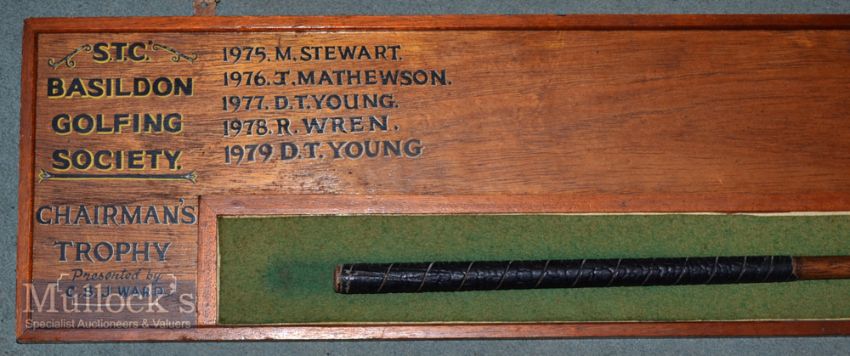 S.T.C.
BASILDON
GOLFING
SOCIETY.
CHAIRMAN'S
TROPHY
Presented by
WARD
1975. M. STEWART.
1976. J. MATHEWSON.
1977. D.T. YOUNG.
1978. R. WREN.
1979 D.T. YOUNG
Mullock's
Specialist Auctioneers & Valuers